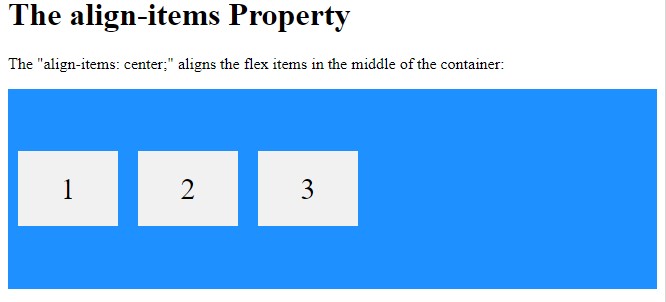 The align-items Property
The "align-items: center;" aligns the flex items in the middle of the container:
1 2 3